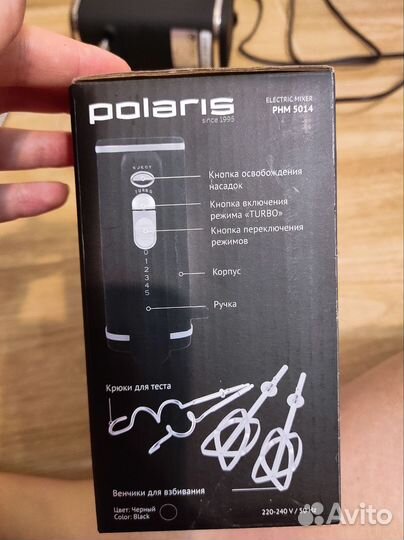 polaris
since 1995
ELECTRIC MIXER
PHM 5014
EJECT
Кнопка освобождения
насадок
TURBO
Кнопка включения
режима «TURBO»
Кнопка переключения
режимов
0
1
2
3
4
5
Корпус
Ручка
Крюки для теста
Венчики для взбивания
Цвет: Черный
Color: Black
220-240 V / 50 Hz
Avito